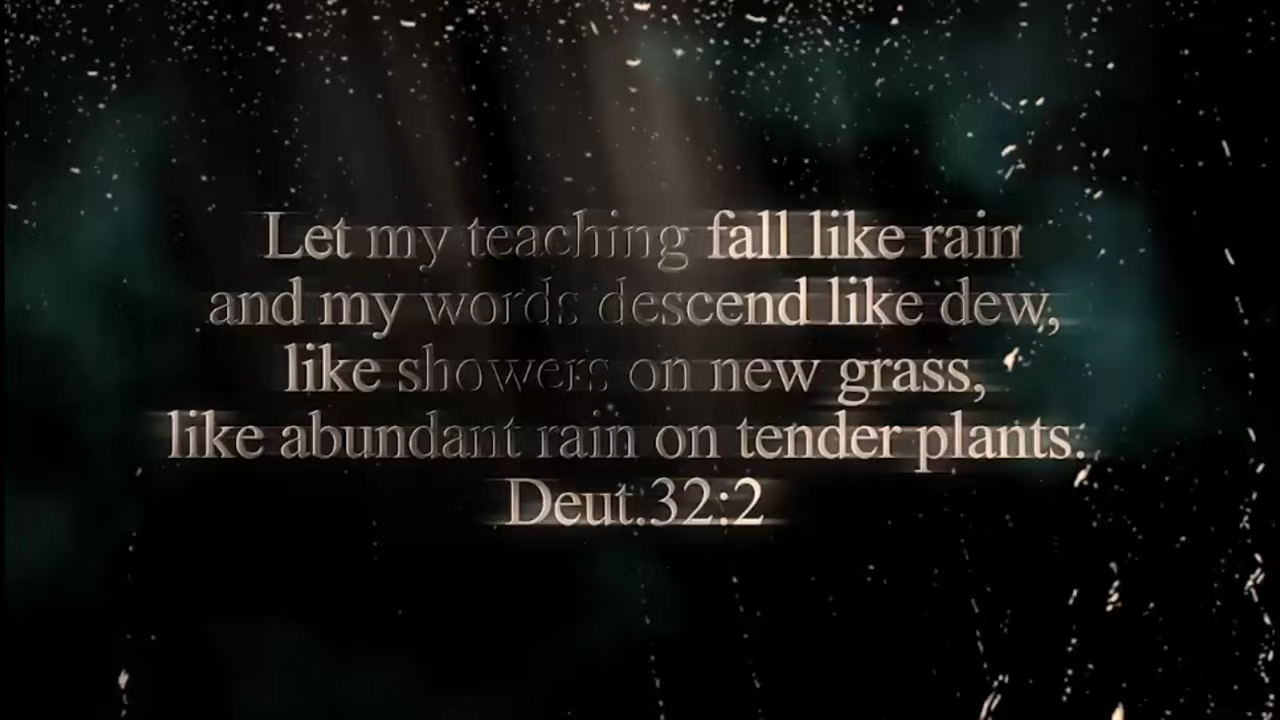 Let my teaching fall like rain
and my words descend like dew,
like showers on new grass,
like abundant rain on tender plants.
Deut.32:2